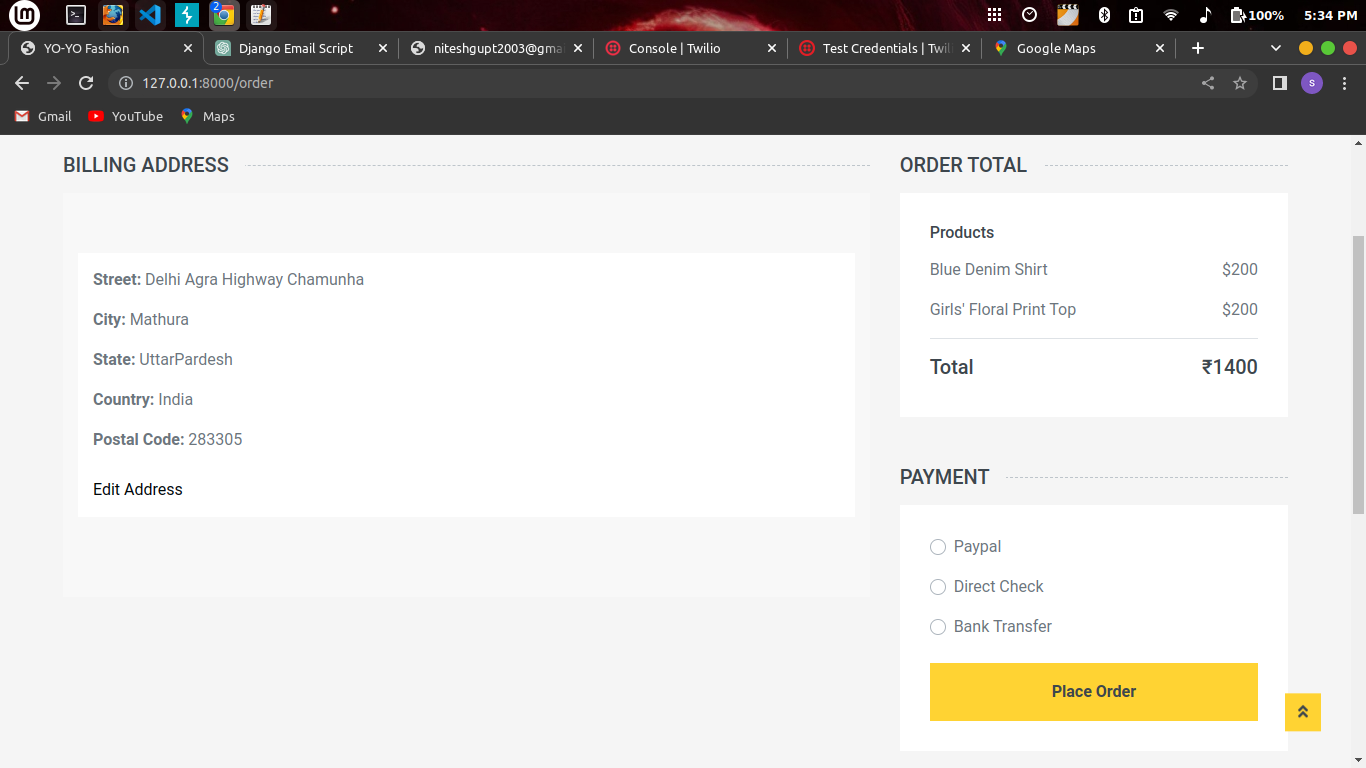 2
100%
5:34 PM
YO-YO Fashion
Django Email Script
niteshgupt2003@gma
Console | Twilio
Test Credentials | Twil
Google Maps
127.0.0.1:8000/order
S
Gmail
YouTube
Maps
BILLING ADDRESS
Street: Delhi Agra Highway Chamunha
City: Mathura
State: UttarPardesh
Country: India
Postal Code: 283305
Edit Address
ORDER TOTAL
Products
Blue Denim Shirt $200
Girls' Floral Print Top $200
Total ₹1400
PAYMENT
Paypal
Direct Check
Bank Transfer
Place Order